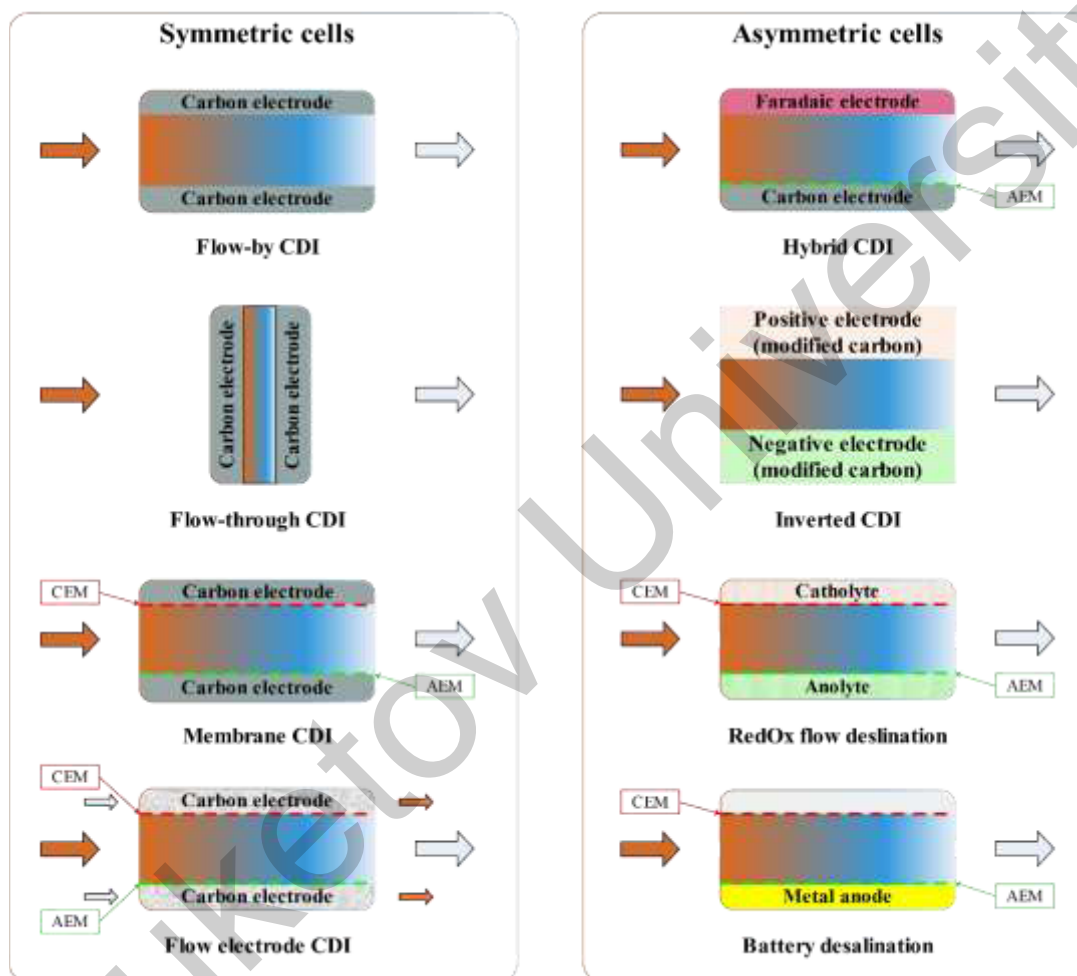 Symmetric cells
Carbon electrode
Carbon electrode
Flow-by CDI
Carbon electrode
Carbon electrode
Flow-through CDI
CEM
Carbon electrode
Carbon electrode
AEM
Membrane CDI
CEM
Carbon electrode
Carbon electrode
AEM
Flow electrode CDI
Asymmetric cells
Faradaic electrode
Carbon electrode
AEM
Hybrid CDI
Positive electrode
(modified carbon)
Negative electrode
(modified carbon)
Inverted CDI
CEM
Catholyte
Anolyte
AEM
RedOx flow deslination
CEM
Metal anode
AEM
Battery desalination
uketov University